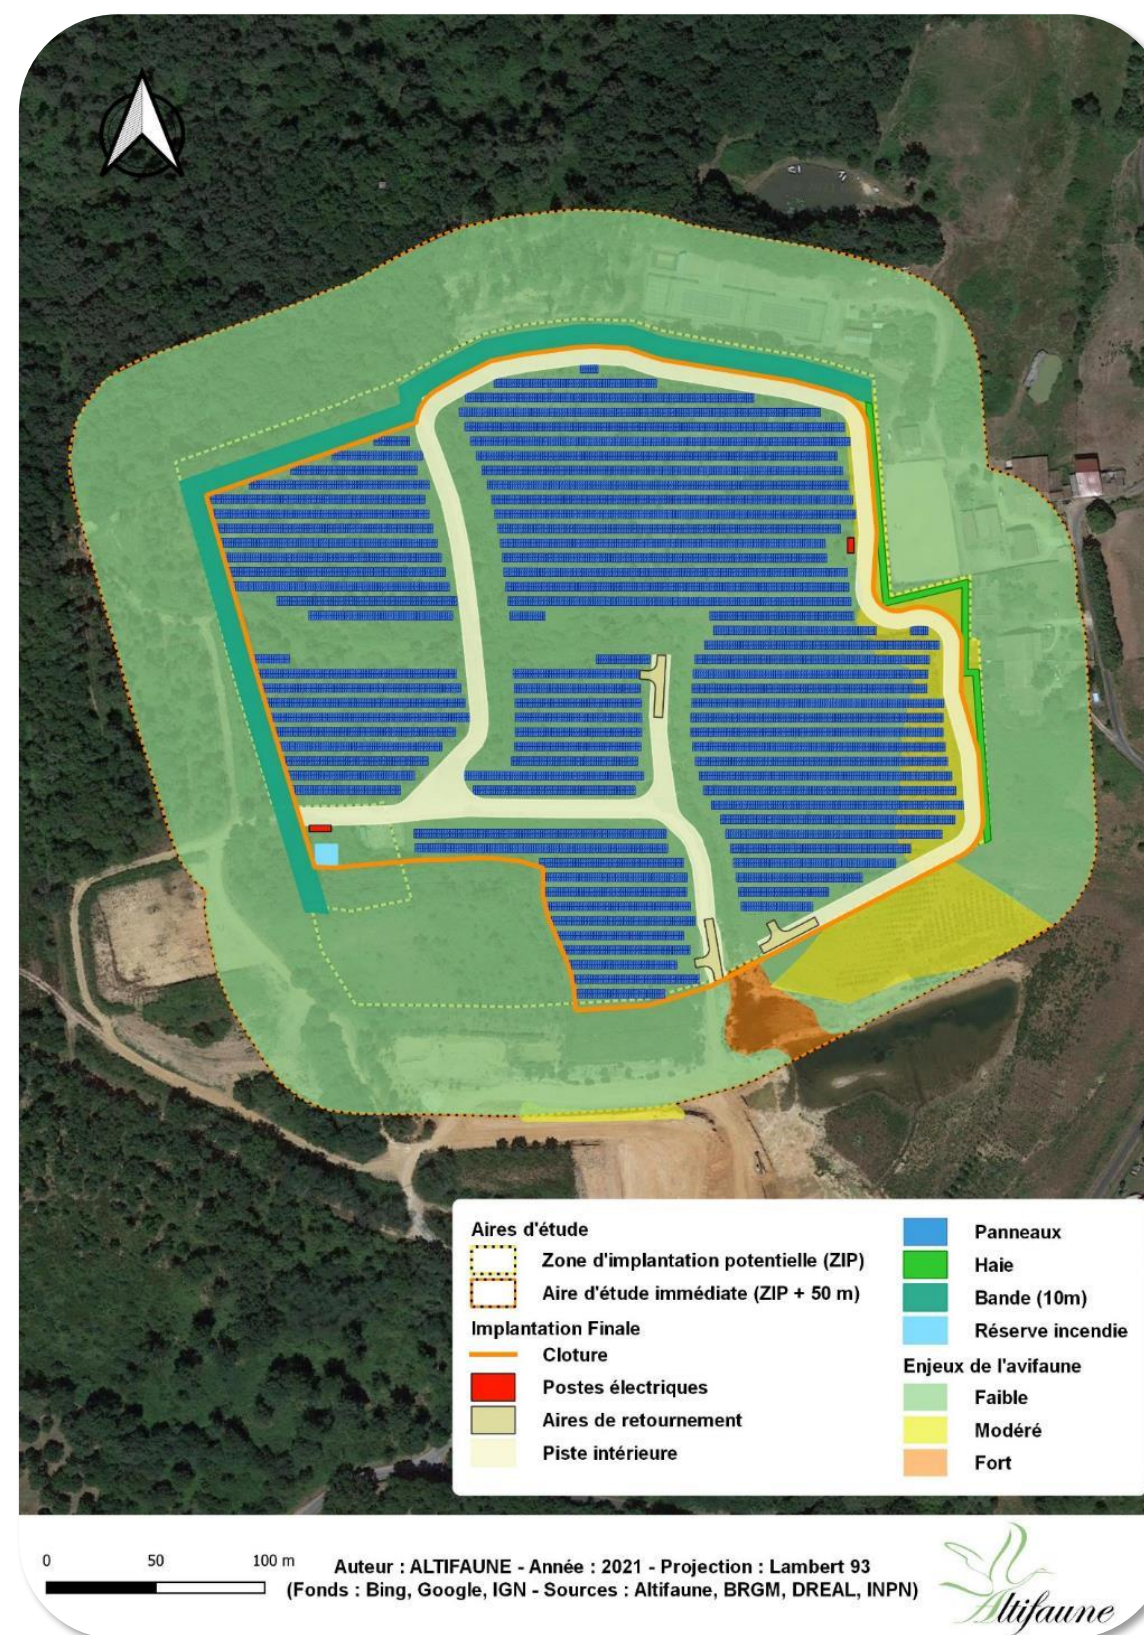 Aires d'étude
Zone d'implantation potentielle (ZIP)
Aire d'étude immédiate (ZIP + 50 m)
Implantation Finale
Cloture
Postes électriques
Aires de retournement
Piste intérieure
Panneaux
Haie
Bande (10m)
Réserve incendie
Enjeux de l'avifaune
Faible
Modéré
Fort
0 50 100 m
Auteur : ALTIFAUNE - Année : 2021 - Projection : Lambert 93
(Fonds : Bing, Google, IGN - Sources : Altifaune, BRGM, DREAL, INPN)
Altifaune